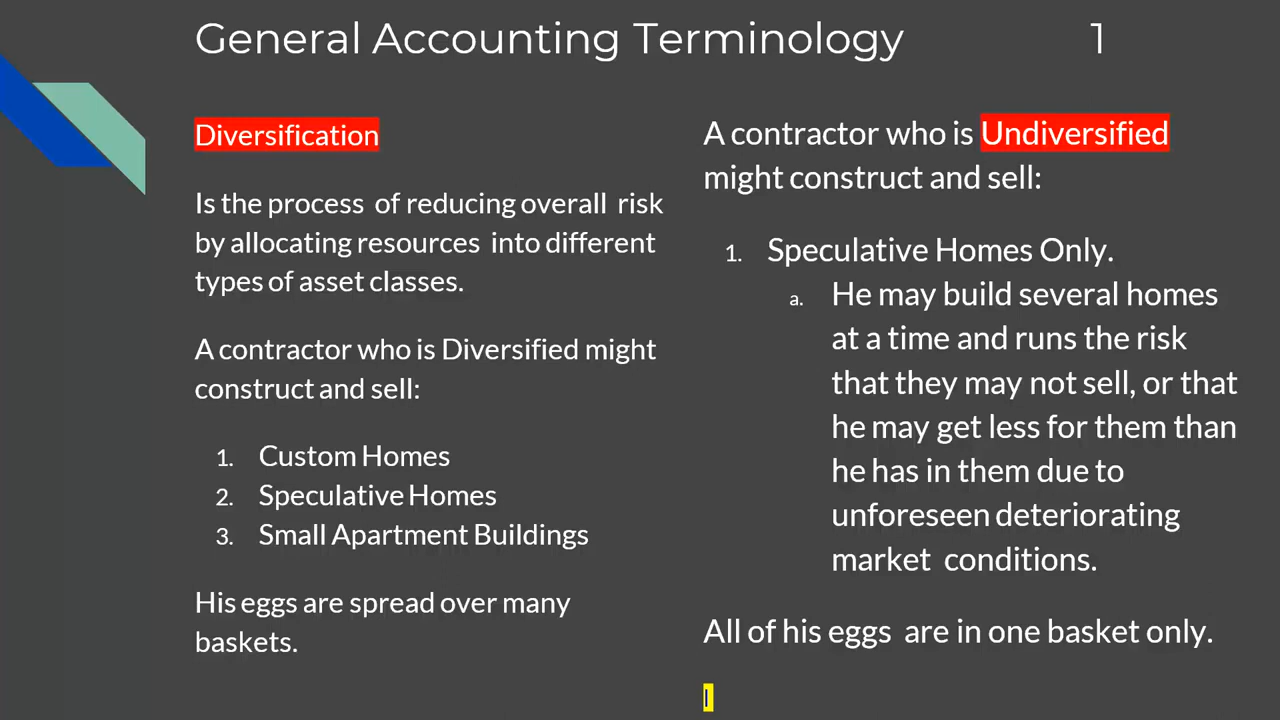 General Accounting Terminology 1
Diversification
Is the process of reducing overall risk
by allocating resources into different
types of asset classes.
A contractor who is Diversified might
construct and sell:
1. Custom Homes
2. Speculative Homes
3. Small Apartment Buildings
His eggs are spread over many
baskets.
A contractor who is Undiversified
might construct and sell:
1. Speculative Homes Only.
a. He may build several homes
at a time and runs the risk
that they may not sell, or that
he may get less for them than
he has in them due to
unforeseen deteriorating
market conditions.
All of his eggs are in one basket only.